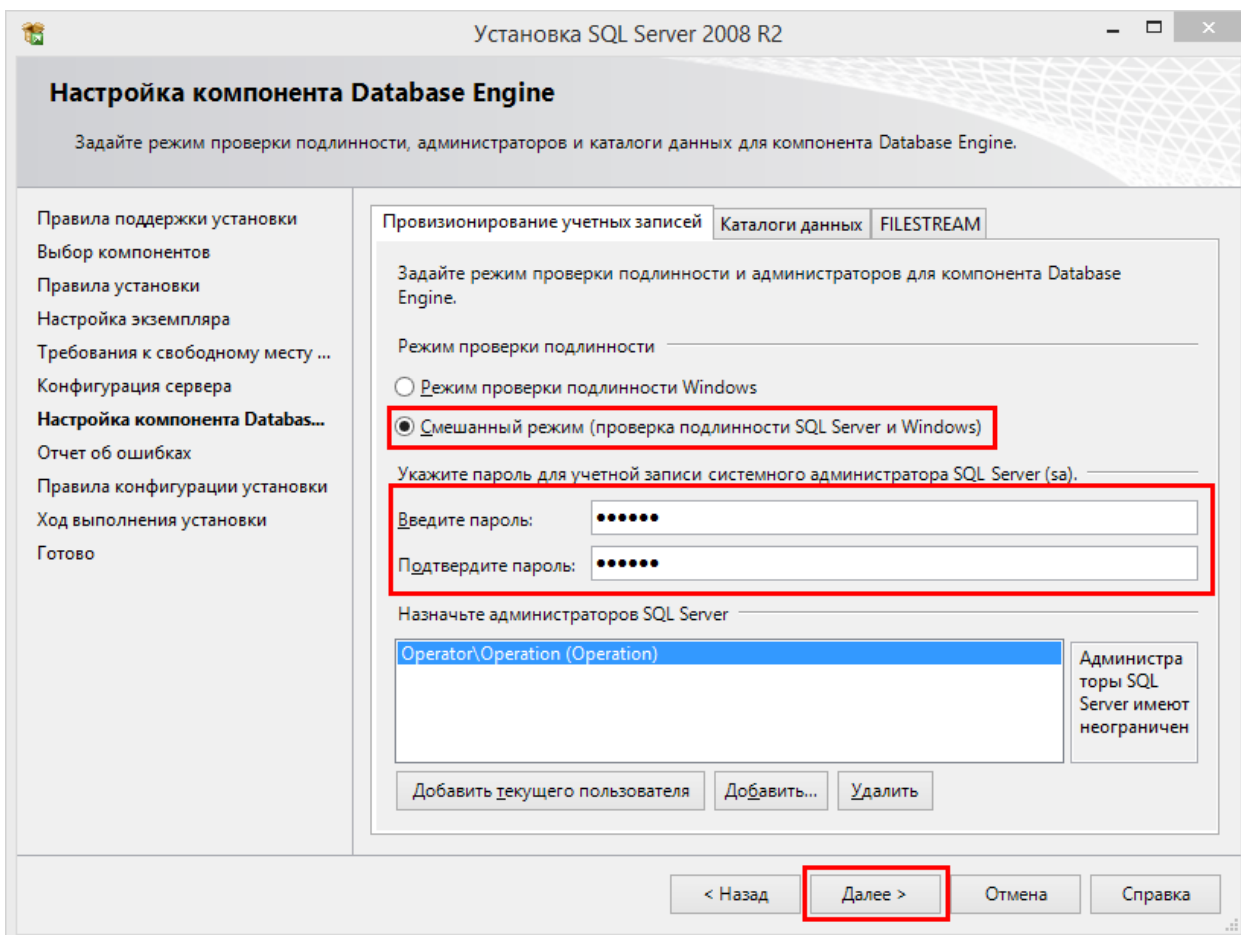 Установка SQL Server 2008 R2
Настройка компонента Database Engine
Задайте режим проверки подлинности, администраторов и каталоги данных для компонента Database Engine.
Правила поддержки установки
Выбор компонентов
Правила установки
Настройка экземпляра
Требования к свободному месту ...
Конфигурация сервера
Настройка компонента Databas...
Отчет об ошибках
Правила конфигурации установки
Ход выполнения установки
Готово
Провизионирование учетных записей
Каталоги данных
FILESTREAM
Задайте режим проверки подлинности и администраторов для компонента Database
Engine.
Режим проверки подлинности
Режим проверки подлинности Windows
Смешанный режим (проверка подлинности SQL Server и Windows)
Укажите пароль для учетной записи системного администратора SQL Server (sa).
Введите пароль: ●●●●●●
Подтвердите пароль: ●●●●●●
Назначьте администраторов SQL Server
Operator\Operation (Operation)
Администра
торы SQL
Server имеют
неограничен
Добавить текущего пользователя
Добавить...
Удалить
< Назад
Далее >
Отмена
Справка